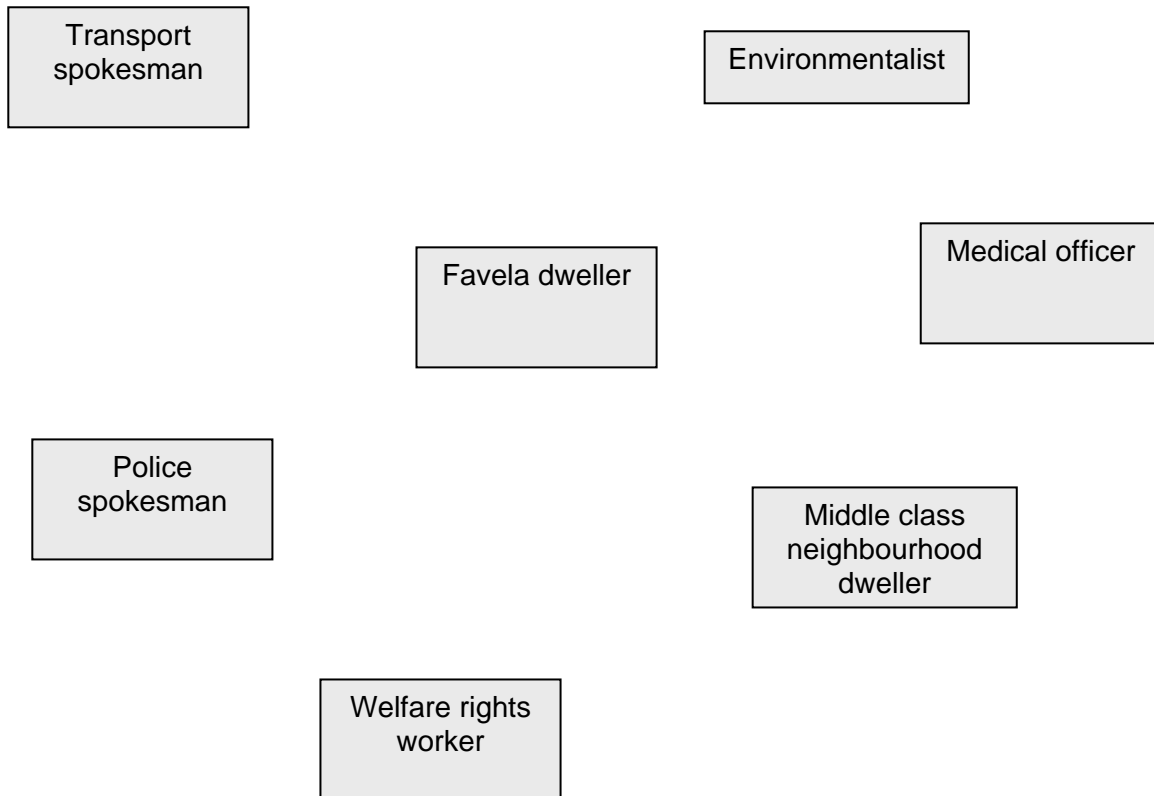 Transport
spokesman
Environmentalist
Favela dweller
Medical officer
Police
spokesman
Middle class
neighbourhood
dweller
Welfare rights
worker